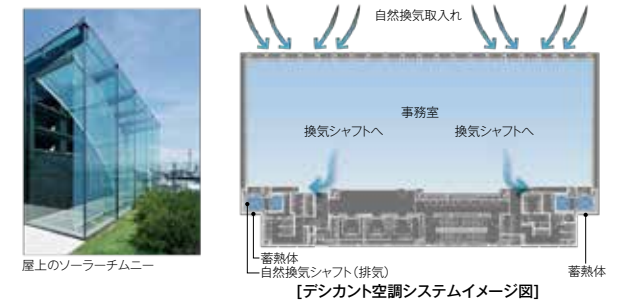 自然換気取入れ
事務室
換気シャフトへ
換気シャフトへ
蓄熱体
自然換気シャフト（排気）
蓄熱体
屋上のソーラーチムニー
[デシカント空調システムイメージ図]